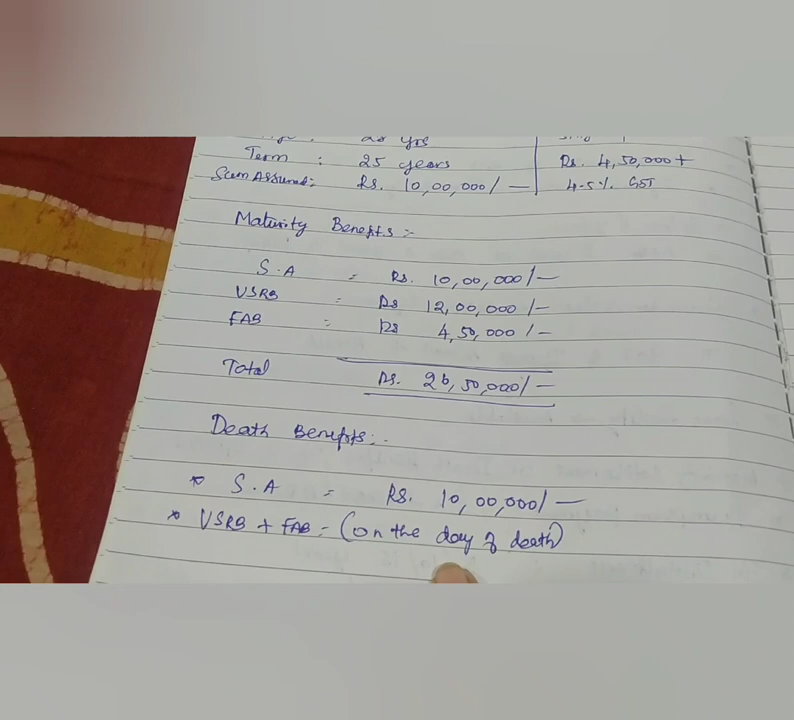 yrs
Term : 25 years
Rs. 4,50,000 +
Sum Assured: Rs. 10,00,000/-
4.5% GST
Maturity Benefits :-
S.A = Rs. 10,00,000/-
VSRB = Rs 12,00,000/-
FAB = Rs 4,50,000/-
Total Rs. 26,50,000/-
Death Benefits:-
* S.A = Rs. 10,00,000/-
* VSRB + FAB = (on the day of death)